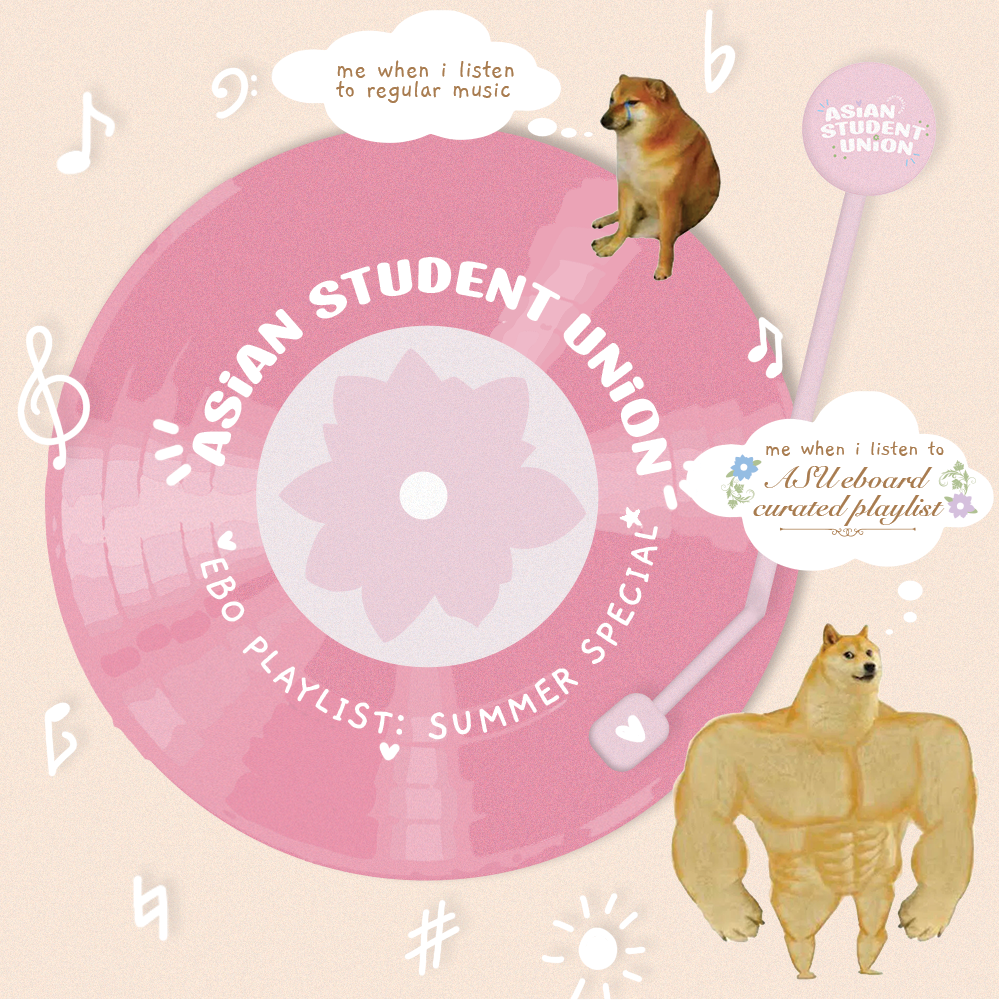 me when i listen
to regular music
ASiAN
STUDENT
UNiON
ASiAN STUDENT UNiON
me when i listen to
ASU eboard
curated playlist
EBO PLAYLIST: SUMMER SPECIAL